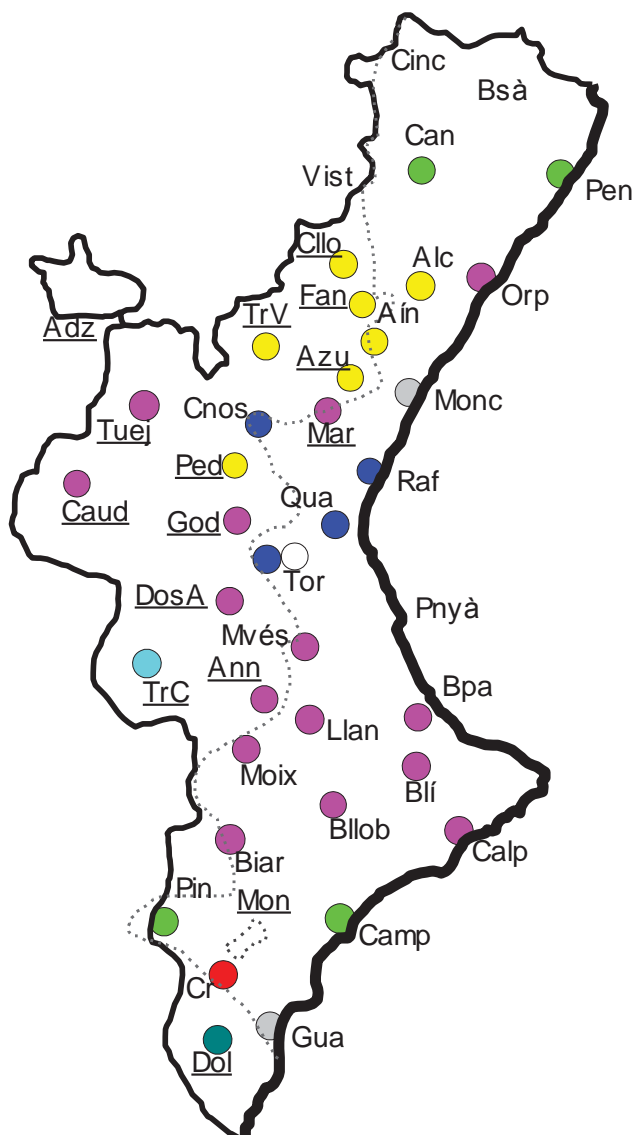 Cinc
Bsà
Can
Vist
Pen
Cllo
Alc
Fan
Orp
TrV
Aín
Adz
Azu
Monc
Cnos
Tuej
Mar
Ped
Raf
Qua
Caud
God
Tor
DosA
Pnyà
Mvés
Ann
TrC
Bpa
Llan
Moix
Blí
Bllob
Calp
Biar
Pin
Mon
Camp
Cr
Gua
Dol